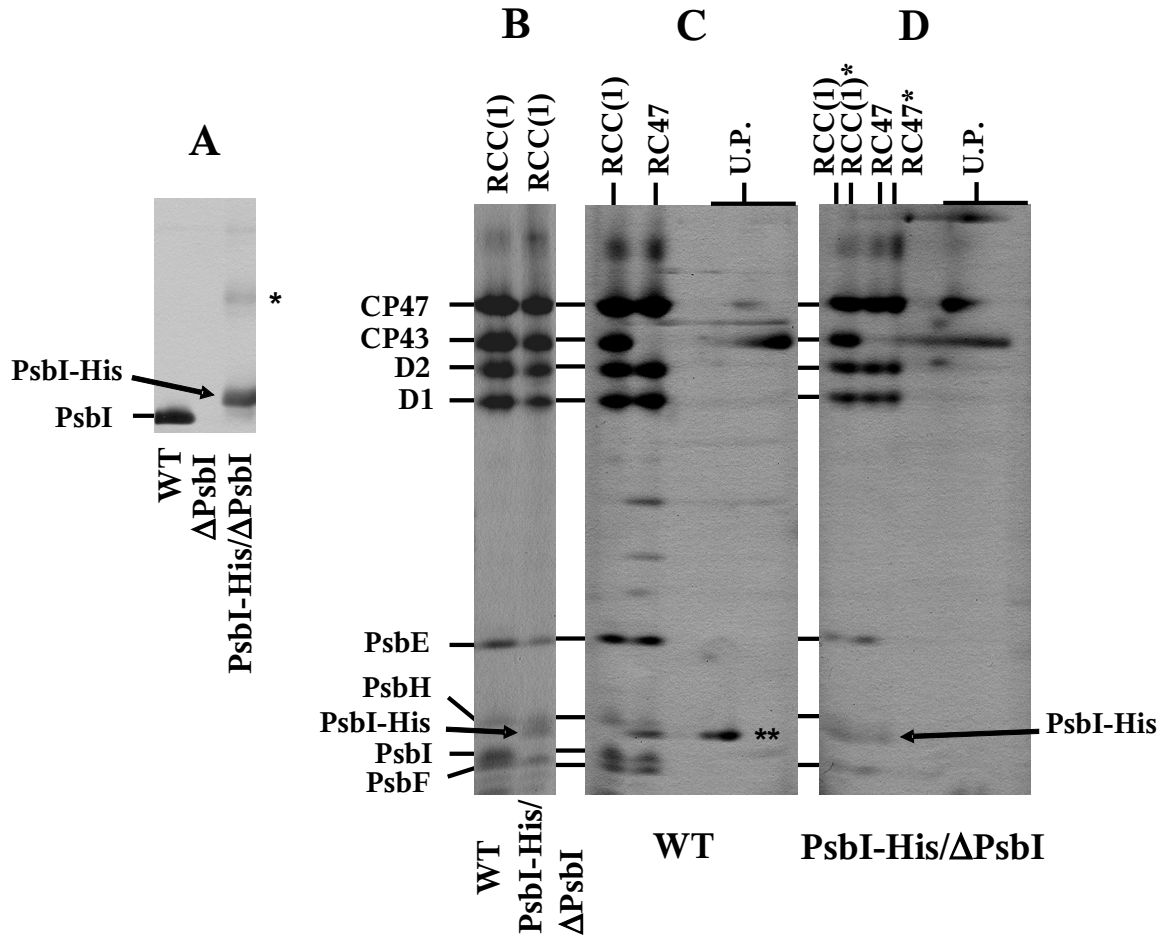 A
B
C
D
RCC(1)
RCC(1)
RCC(1)
RC47
U.P.
RCC(1)
RCC(1)*
RC47
RC47*
U.P.
*
PsbI-His
PsbI
WT
ΔPsbI
PsbI-His/ΔPsbI
CP47
CP43
D2
D1
PsbE
PsbH
PsbI-His
PsbI
PsbF
**
PsbI-His
WT
PsbI-His/
ΔPsbI
WT
PsbI-His/ΔPsbI